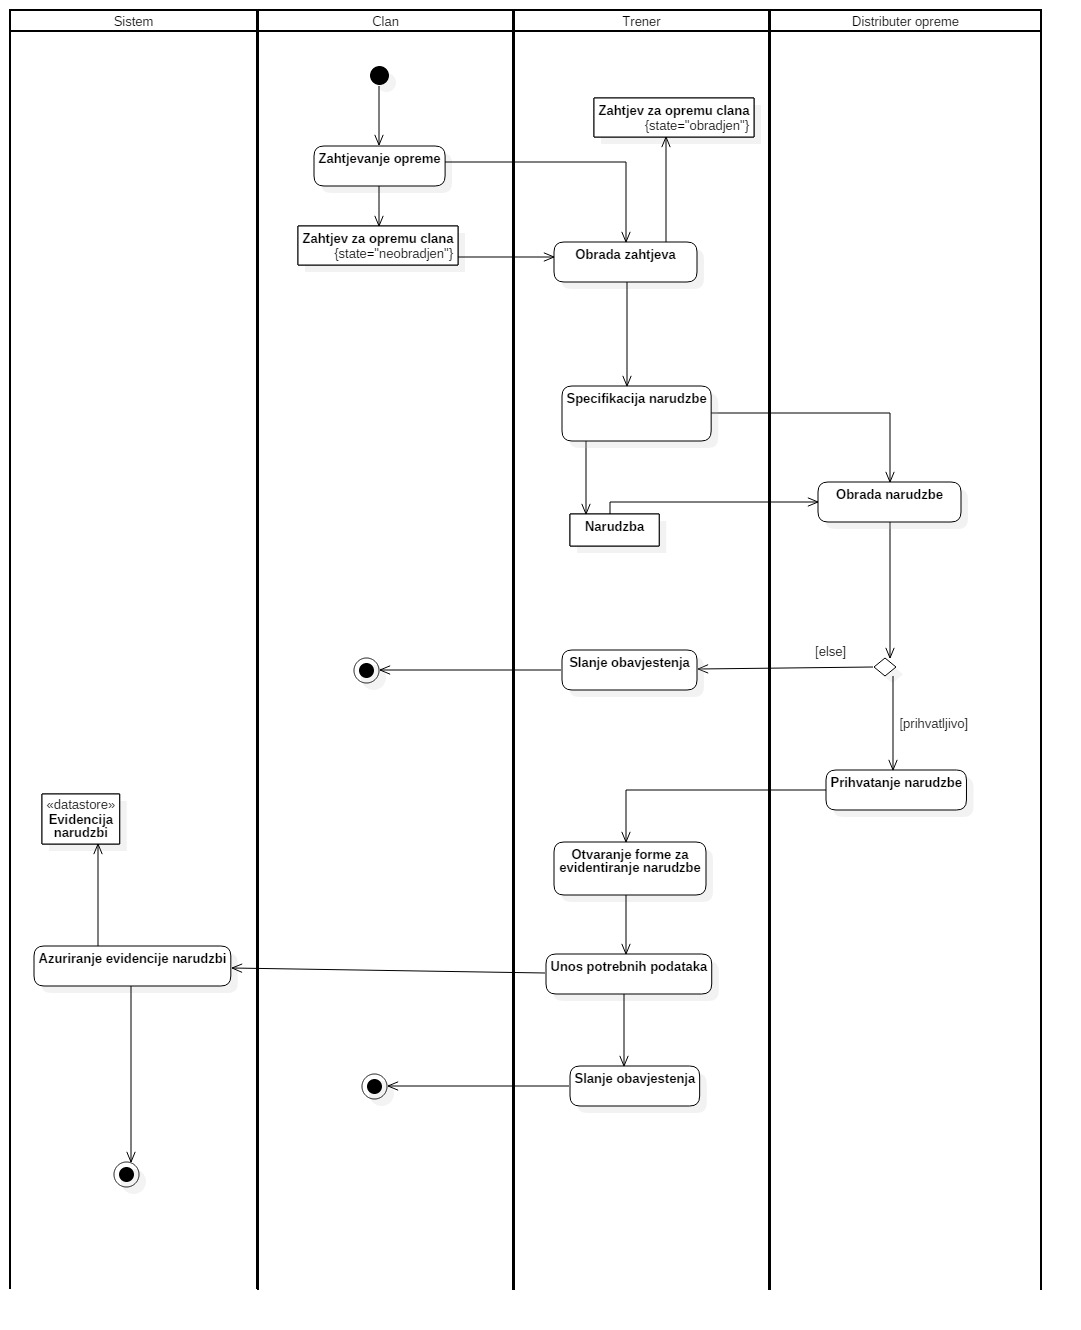 Sistem
Clan
Trener
Distributer opreme
Zahtjev za opremu clana
{state="obradjen"}
Zahtjevanje opreme
Zahtjev za opremu clana
{state="neobradjen"}
Obrada zahtjeva
Specifikacija narudzbe
Obrada narudzbe
Narudzba
[else]
Slanje obavjestenja
[prihvatljivo]
Prihvatanje narudzbe
«datastore»
Evidencija
narudzbi
Otvaranje forme za
evidentiranje narudzbe
Azuriranje evidencije narudzbi
Unos potrebnih podataka
Slanje obavjestenja